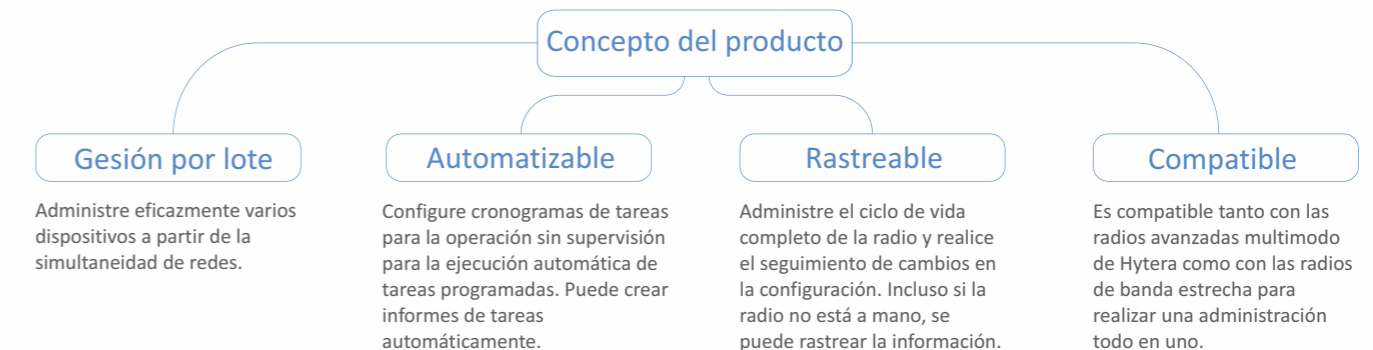 Concepto del producto
Gesión por lote
Administre eficazmente varios
dispositivos a partir de la
simultaneidad de redes.
Automatizable
Configure cronogramas de tareas
para la operación sin supervisión
para la ejecución automática de
tareas programadas. Puede crear
informes de tareas
automáticamente.
Rastreable
Administre el ciclo de vida
completo de la radio y realice
el seguimiento de cambios en
la configuración. Incluso si la
radio no está a mano, se
puede rastrear la información.
Compatible
Es compatible tanto con las
radios avanzadas multimodo
de Hytera como con las radios
de banda estrecha para
realizar una administración
todo en uno.